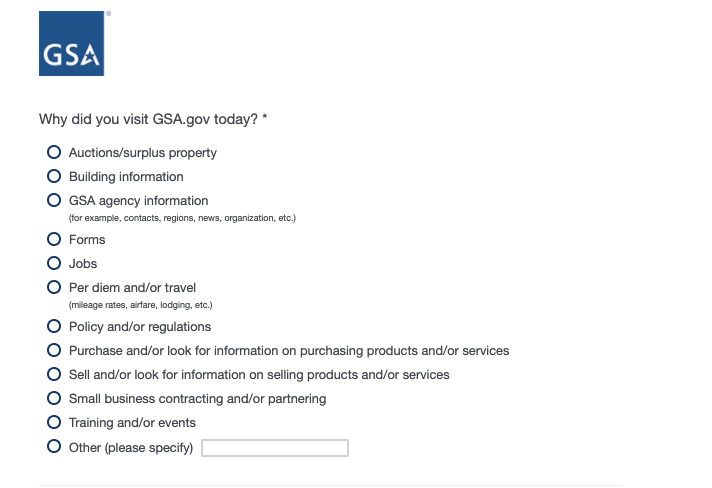 GSA
Why did you visit GSA.gov today? *
Auctions/surplus property
Building information
GSA agency information
(for example, contacts, regions, news, organization, etc.)
Forms
Jobs
Per diem and/or travel
(mileage rates, airfare, lodging, etc.)
Policy and/or regulations
Purchase and/or look for information on purchasing products and/or services
Sell and/or look for information on selling products and/or services
Small business contracting and/or partnering
Training and/or events
Other (please specify)